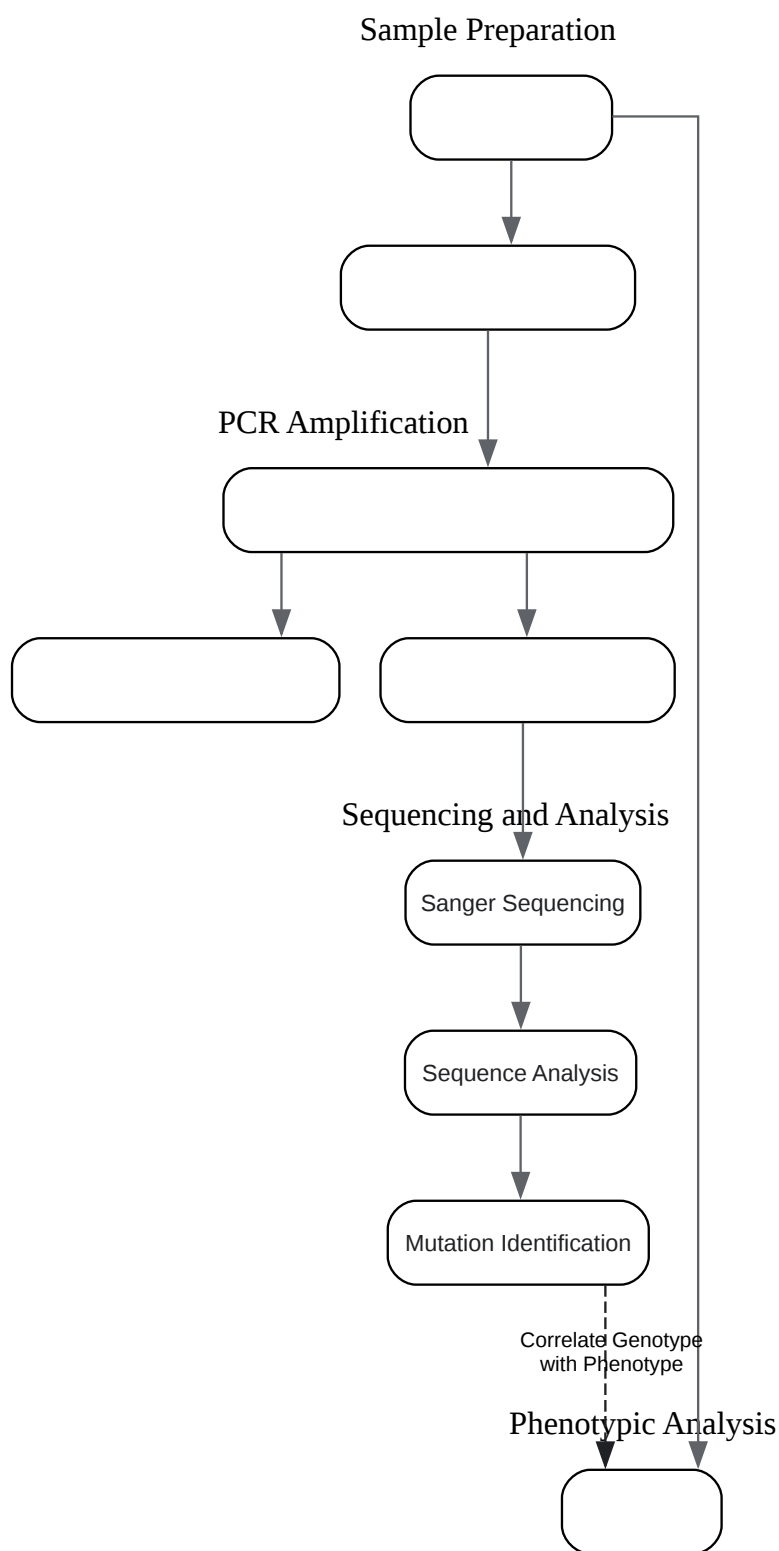 Sample Preparation
PCR Amplification
Sequencing and Analysis
Sanger Sequencing
Sequence Analysis
Mutation Identification
Correlate Genotype
with Phenotype
Phenotypic Analysis